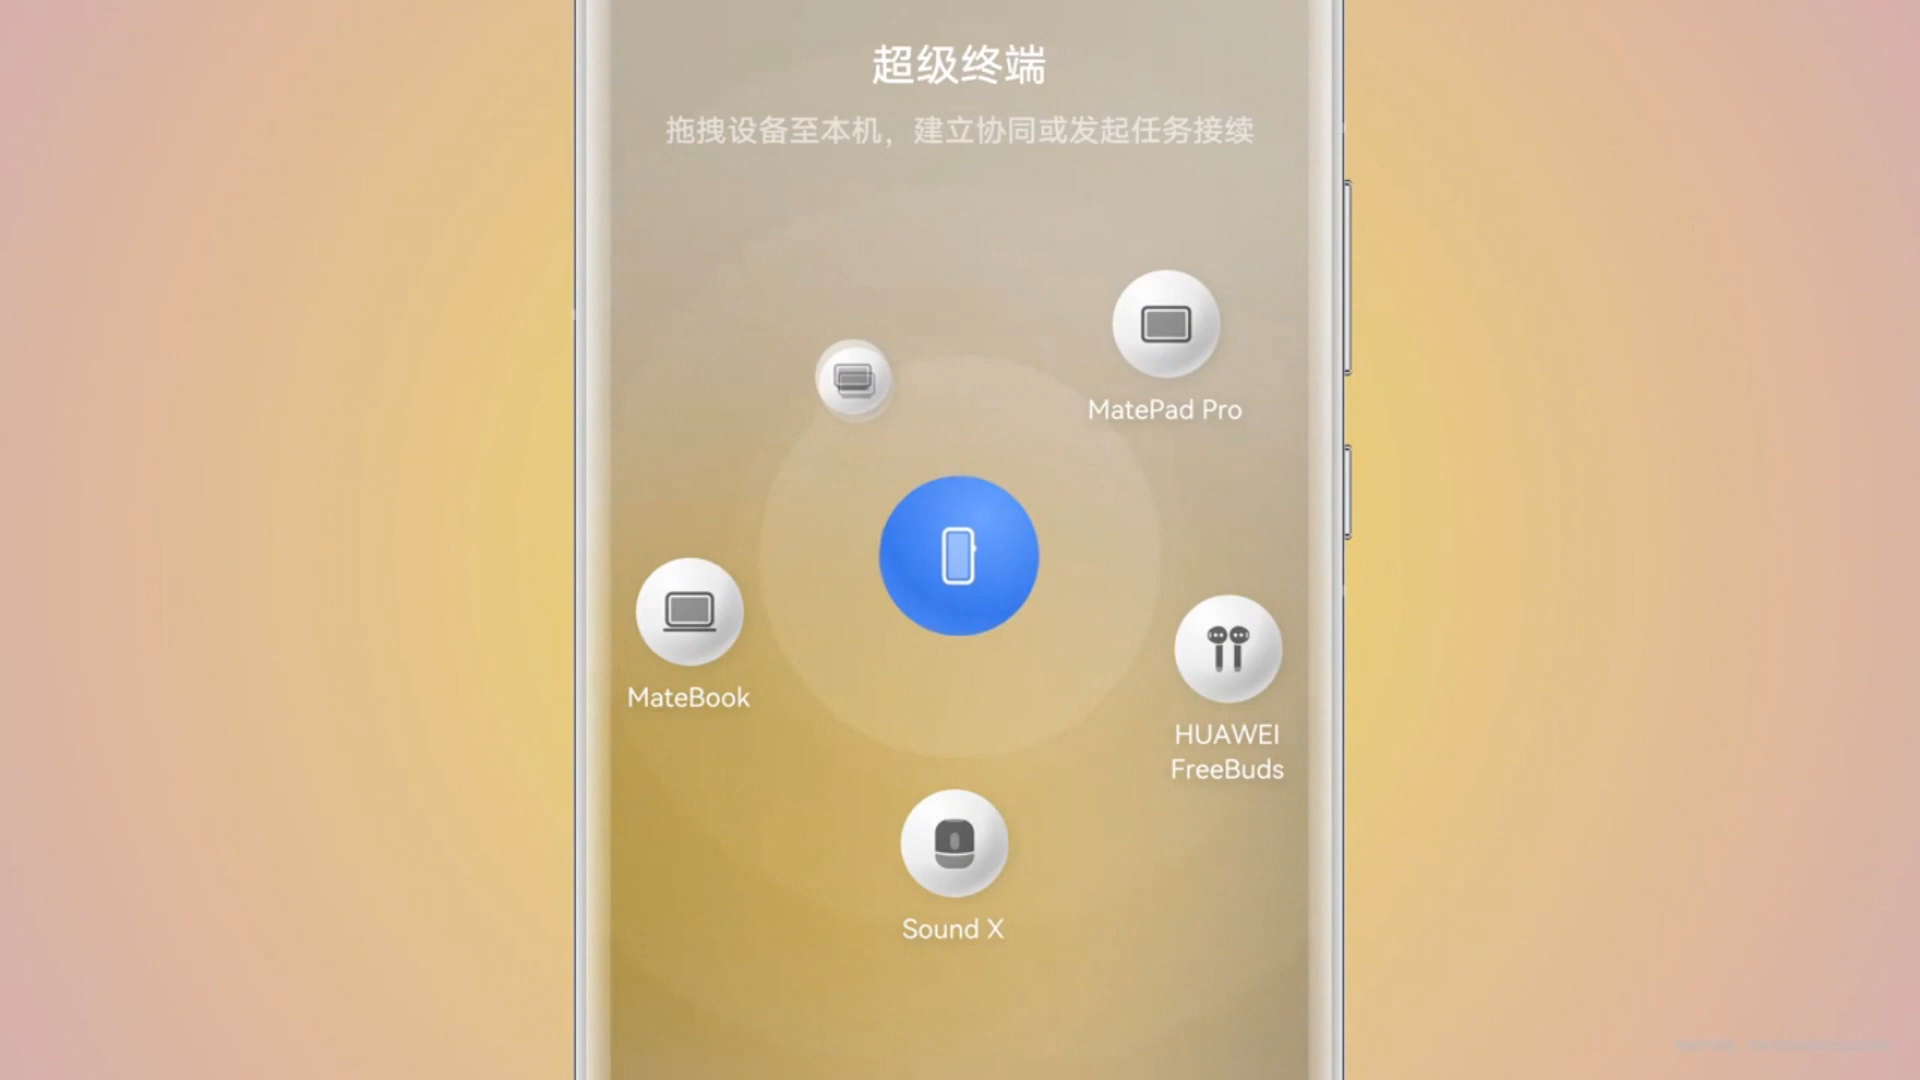 超级终端
拖拽设备至本机，建立协同或发起任务接续
MatePad Pro
MateBook
HUAWEI
FreeBuds
Sound X